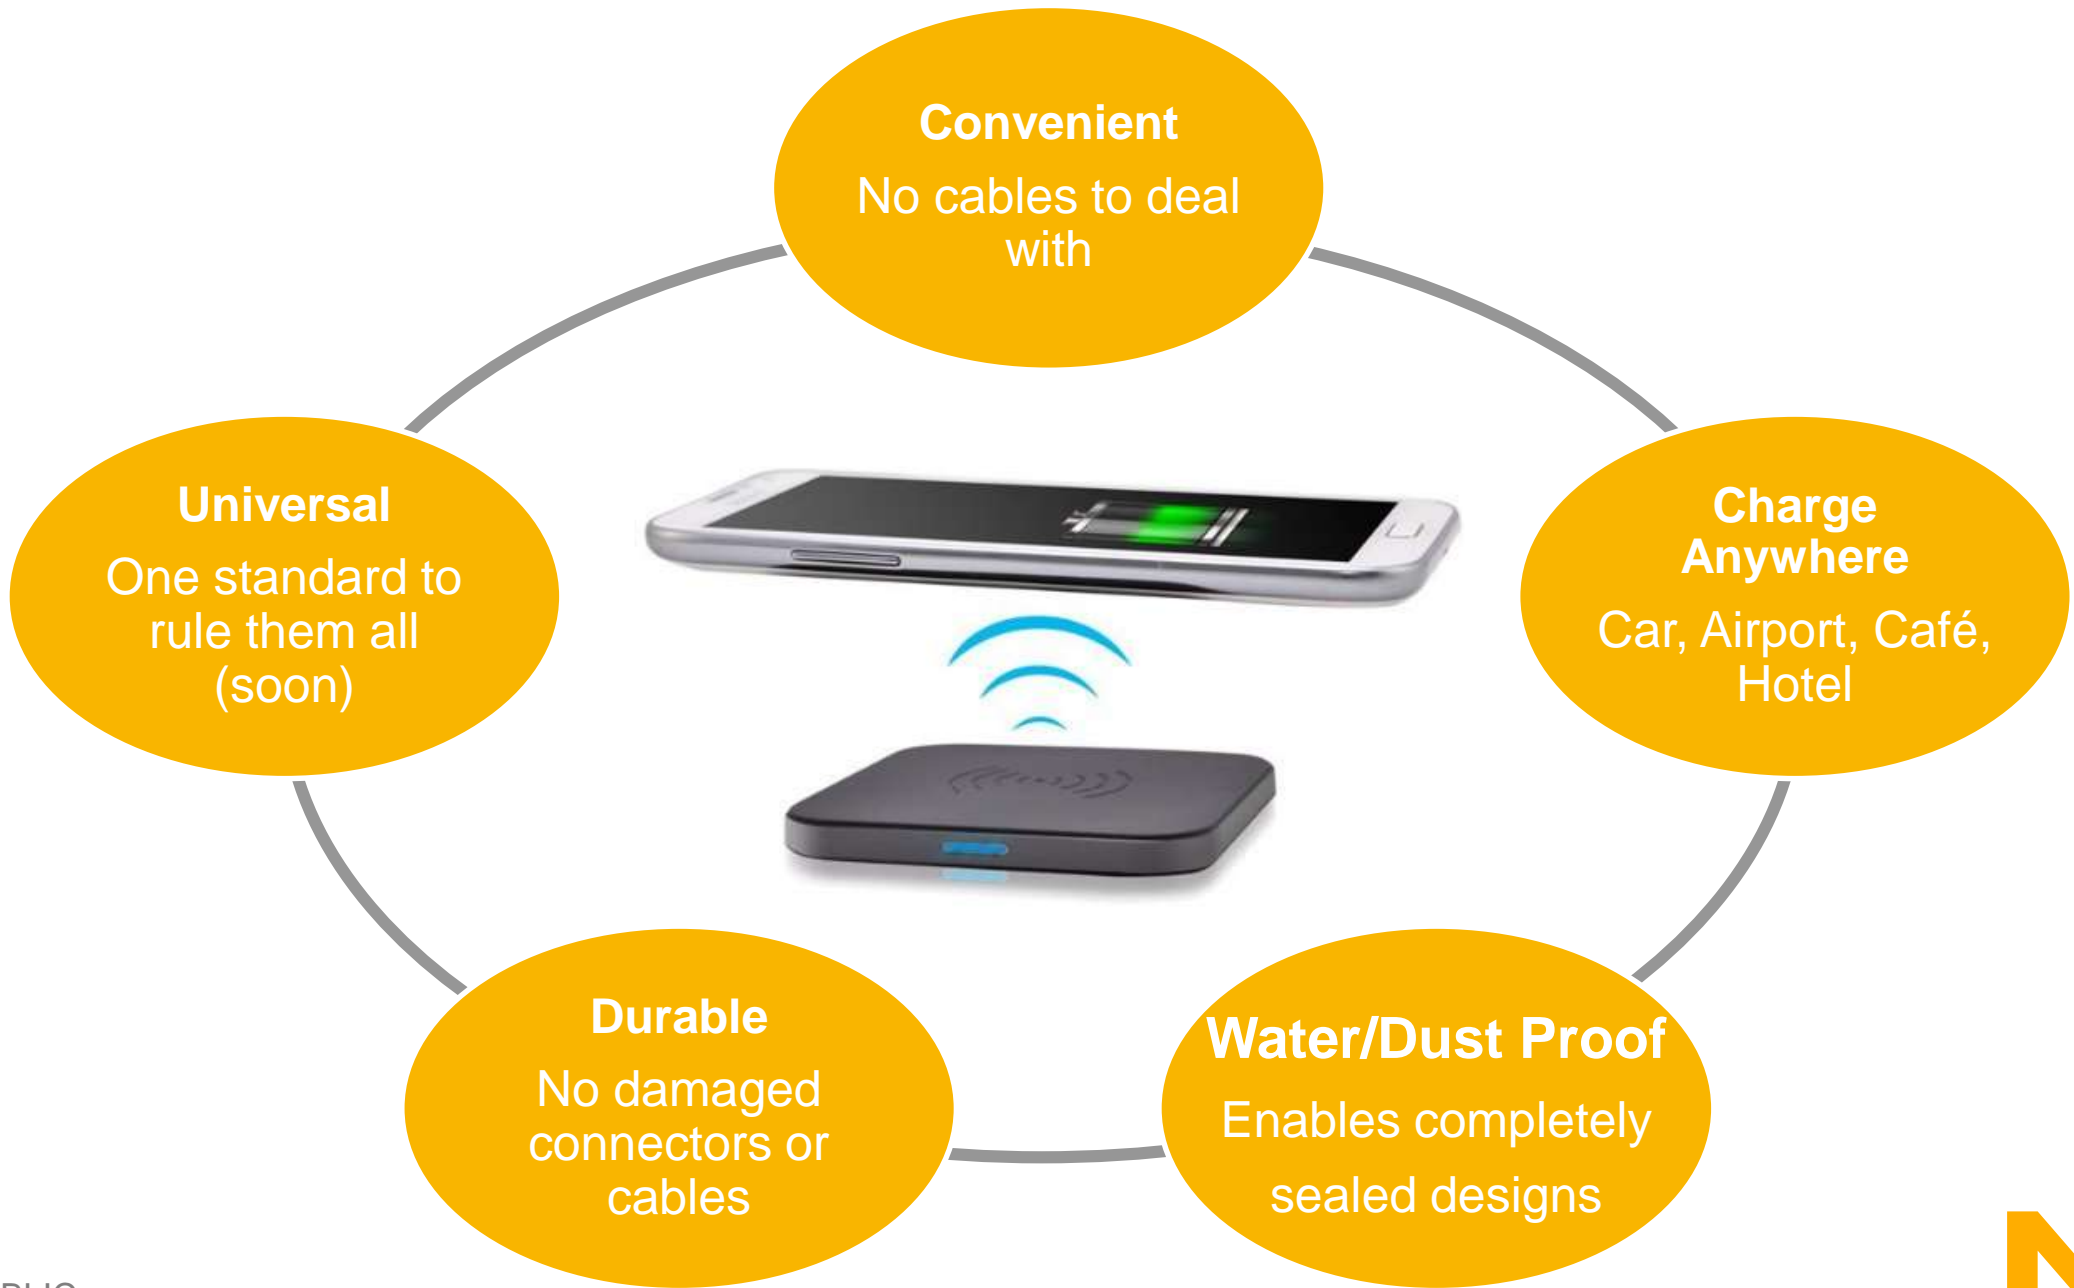 Convenient
No cables to deal
with
Universal
One standard to
rule them all
(soon)
Charge
Anywhere
Car, Airport, Café,
Hotel
Durable
No damaged
connectors or
cables
Water/Dust Proof
Enables completely
sealed designs